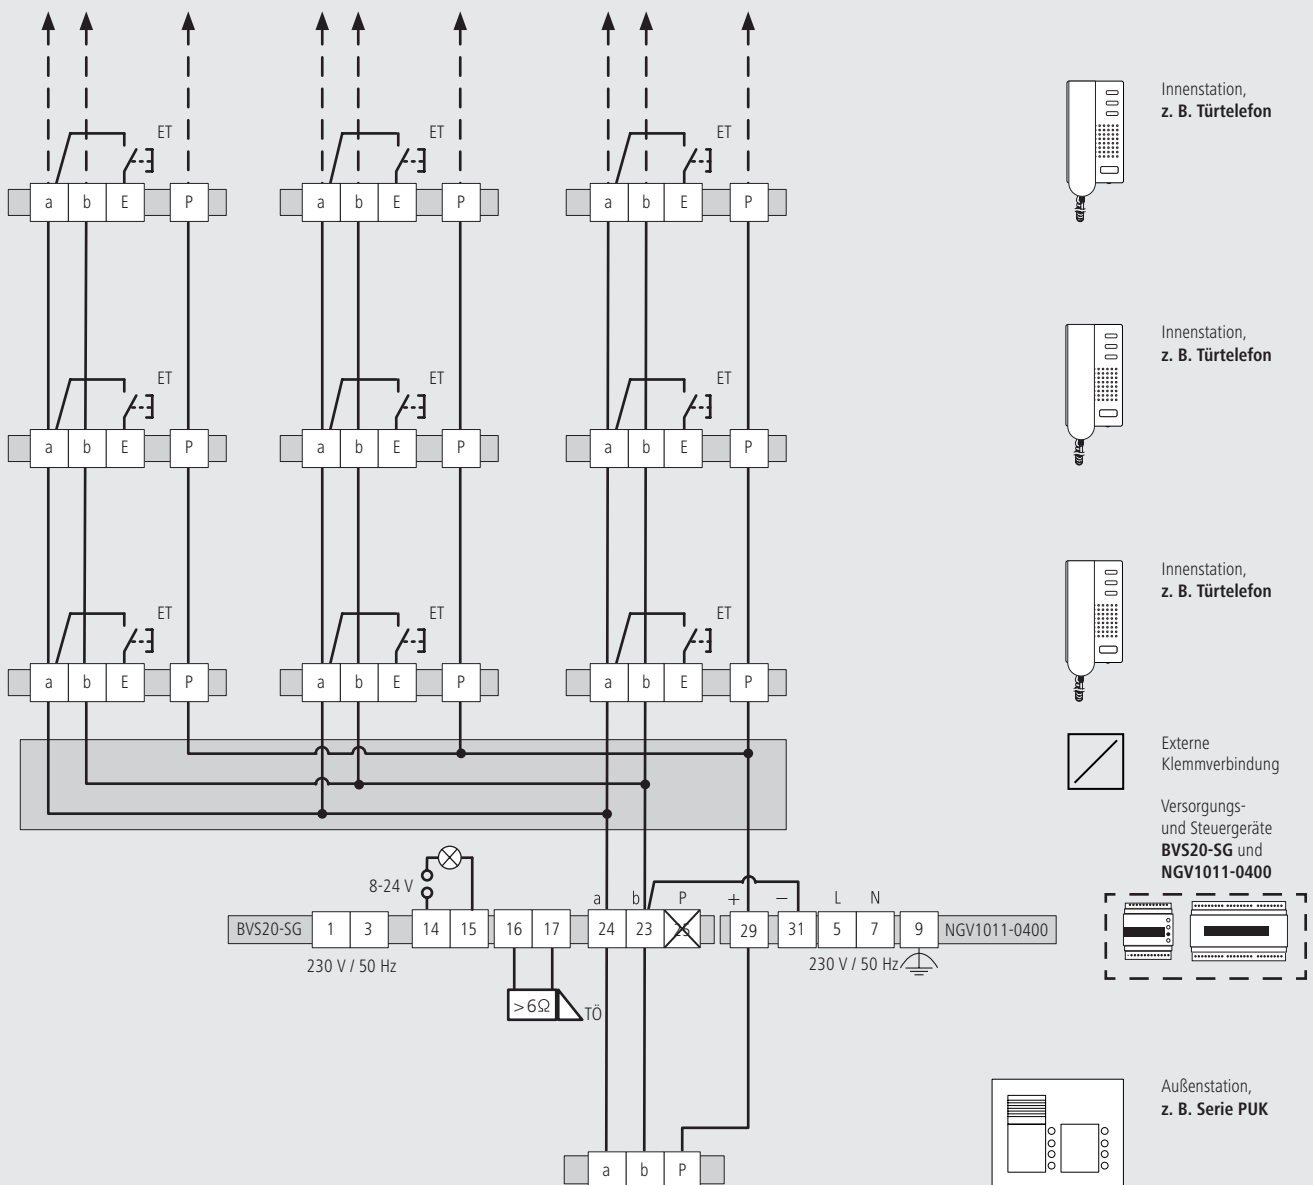 ET ET ET
a b E P a b E P a b E P
Innenstation,
z. B. Türtelefon
ET ET ET
a b E P a b E P a b E P
Innenstation,
z. B. Türtelefon
ET ET ET
a b E P a b E P a b E P
Innenstation,
z. B. Türtelefon
Externe
Klemmverbindung
Versorgungs-
und Steuergeräte
BVS20-SG und
NGV1011-0400
8-24 V
a b P + − L N
BVS20-SG 1 3 14 15 16 17 24 23 25 29 31 5 7 9 NGV1011-0400
230 V / 50 Hz 230 V / 50 Hz
>6Ω TÖ
Außenstation,
z. B. Serie PUK
a b P